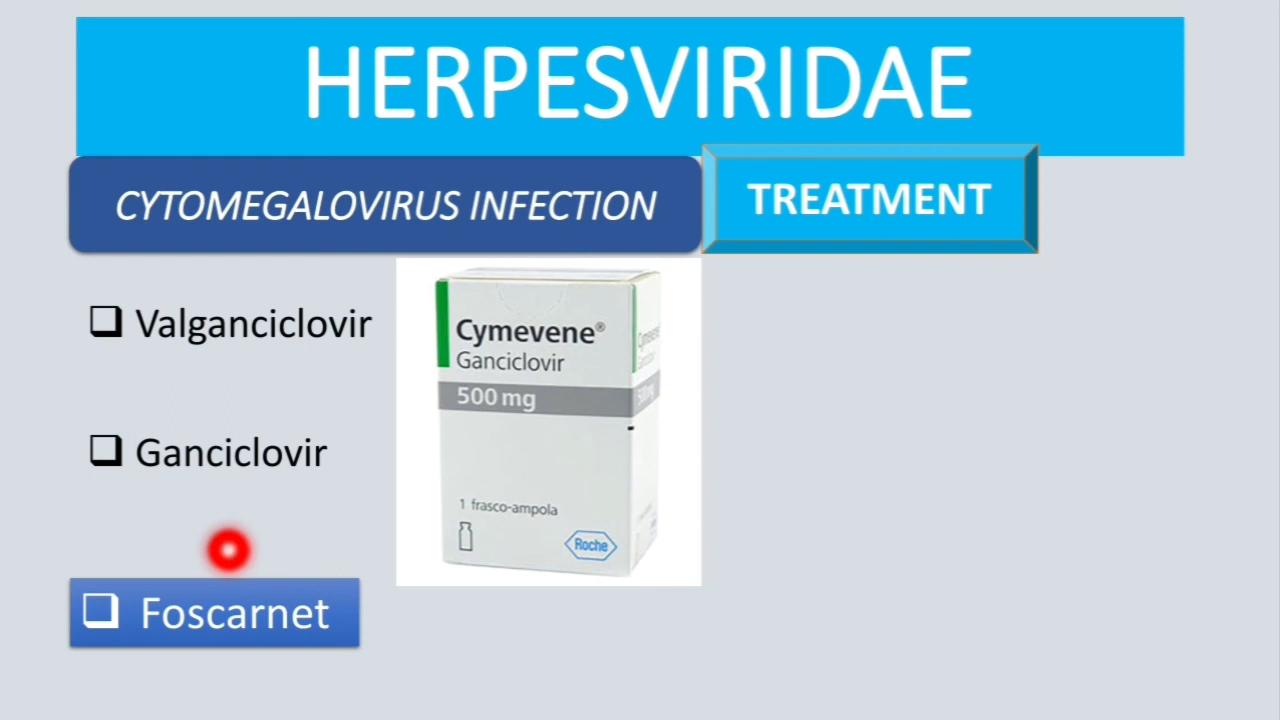 HERPESVIRIDAE
CYTOMEGALOVIRUS INFECTION
TREATMENT
Valganciclovir
Ganciclovir
Foscarnet
Cymevene®
Ganciclovir
500 mg
1 frasco-ampola
Roche